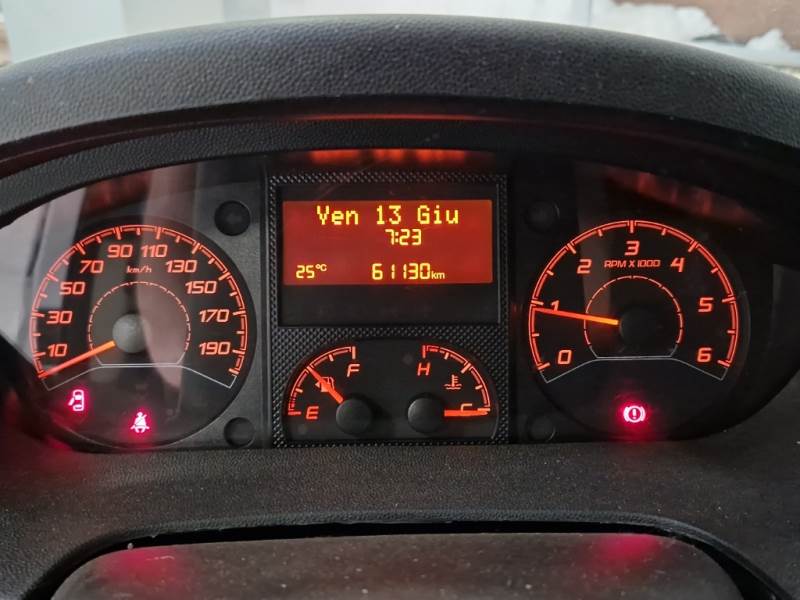 Ven 13 Giu
7:23
25°C 61130km
10 30 50 70 90 110 130 150 170 190
km/h
E F
H C
0 1 2 3 4 5 6
RPM X 1000